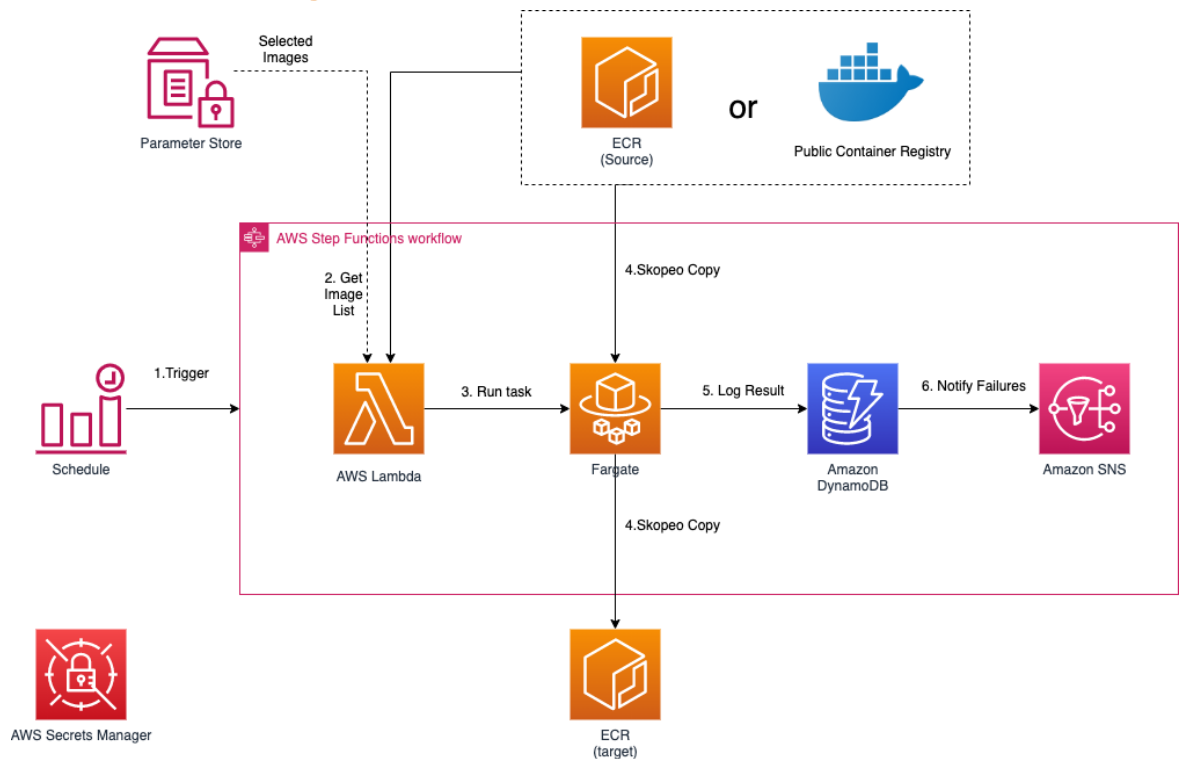 Selected
Images
Parameter Store
ECR
(Source)
or
Public Container Registry
AWS Step Functions workflow
2. Get
Image
List
4.Skopeo Copy
1.Trigger
3. Run task
5. Log Result
6. Notify Failures
Schedule
AWS Lambda
Fargate
Amazon
DynamoDB
Amazon SNS
4.Skopeo Copy
AWS Secrets Manager
ECR
(target)